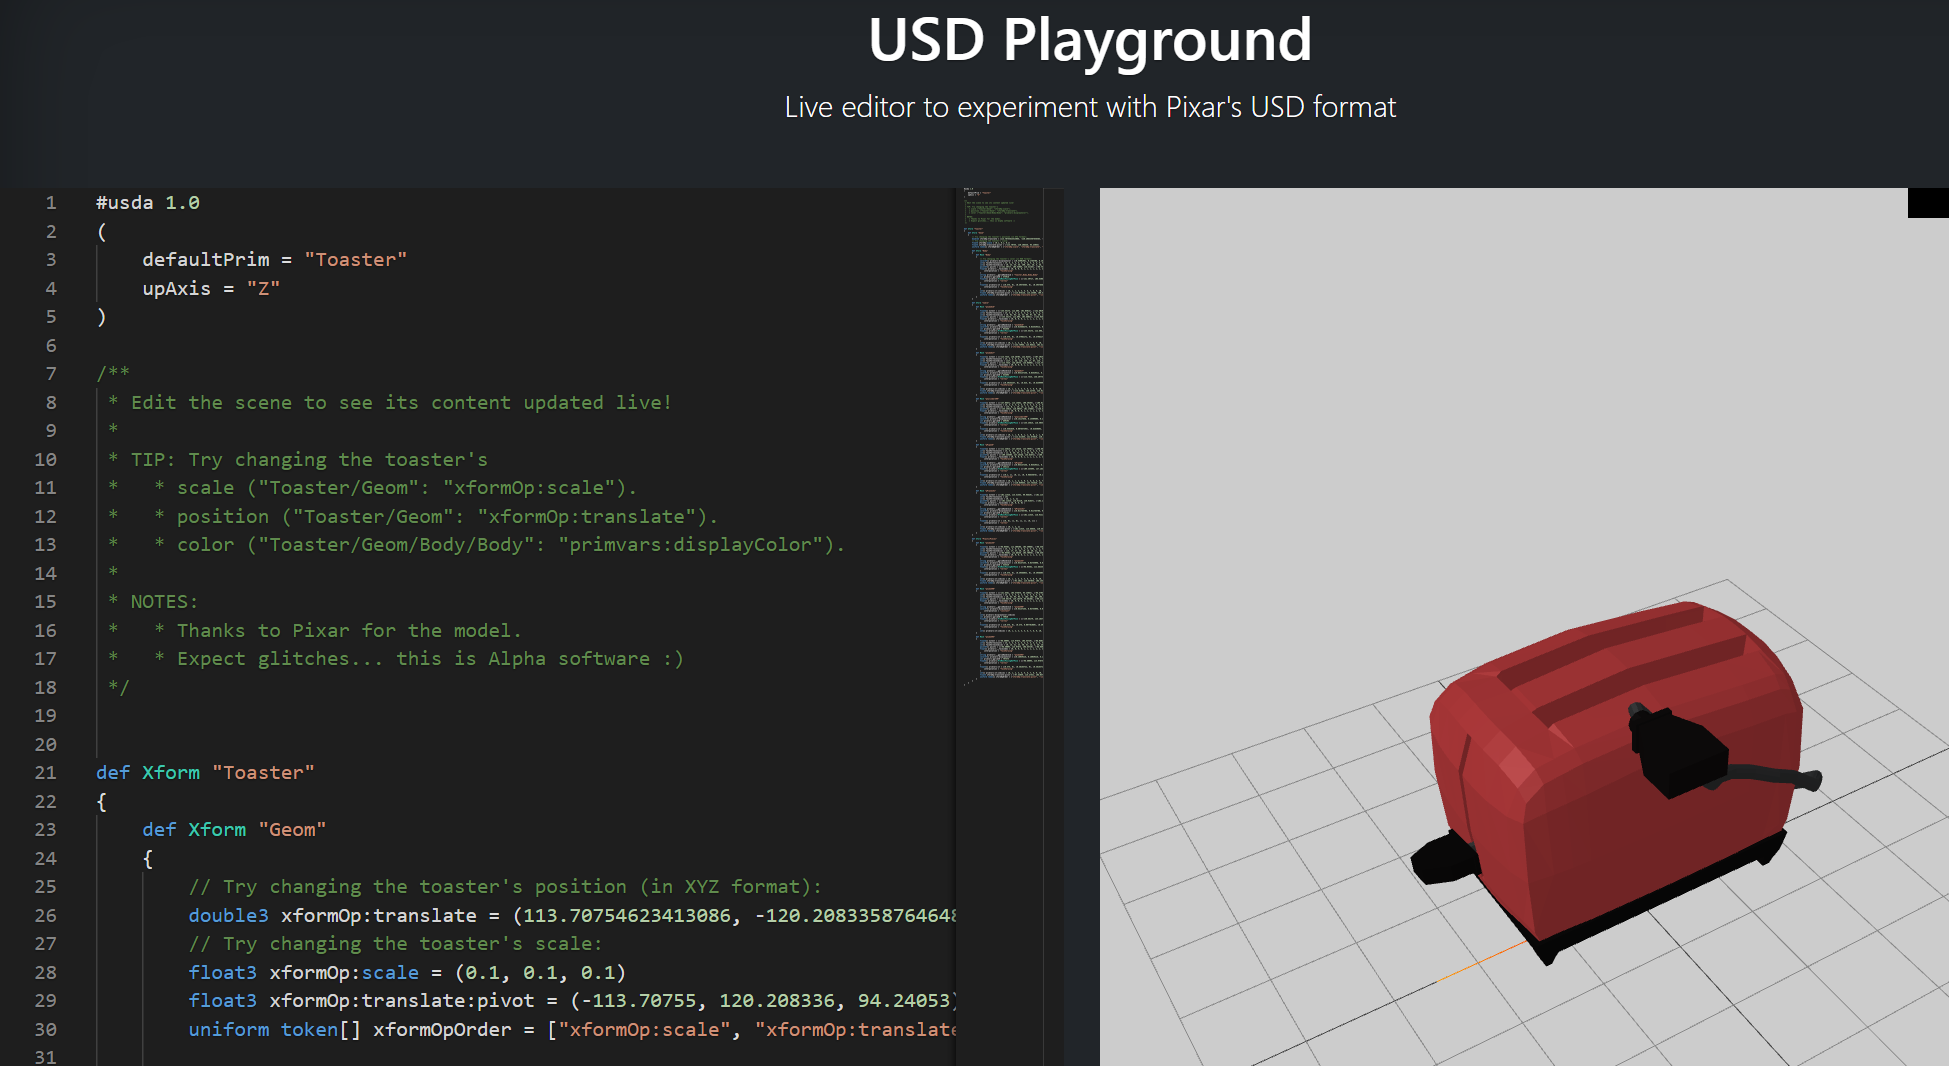 USD Playground
Live editor to experiment with Pixar's USD format
1 #usda 1.0
2 (
3 defaultPrim = "Toaster"
4 upAxis = "Z"
5 )
6
7 /**
8 * Edit the scene to see its content updated live!
9 *
10 * TIP: Try changing the toaster's
11 * * scale ("Toaster/Geom": "xformOp:scale").
12 * * position ("Toaster/Geom": "xformOp:translate").
13 * * color ("Toaster/Geom/Body/Body": "primvars:displayColor").
14 *
15 * NOTES:
16 * * Thanks to Pixar for the model.
17 * * Expect glitches... this is Alpha software :)
18 */
19
20
21 def Xform "Toaster"
22 {
23 def Xform "Geom"
24 {
25 // Try changing the toaster's position (in XYZ format):
26 double3 xformOp:translate = (113.70754623413086, -120.2083358764648
27 // Try changing the toaster's scale:
28 float3 xformOp:scale = (0.1, 0.1, 0.1)
29 float3 xformOp:translate:pivot = (-113.70755, 120.208336, 94.24053)
30 uniform token[] xformOpOrder = ["xformOp:scale", "xformOp:translate
31